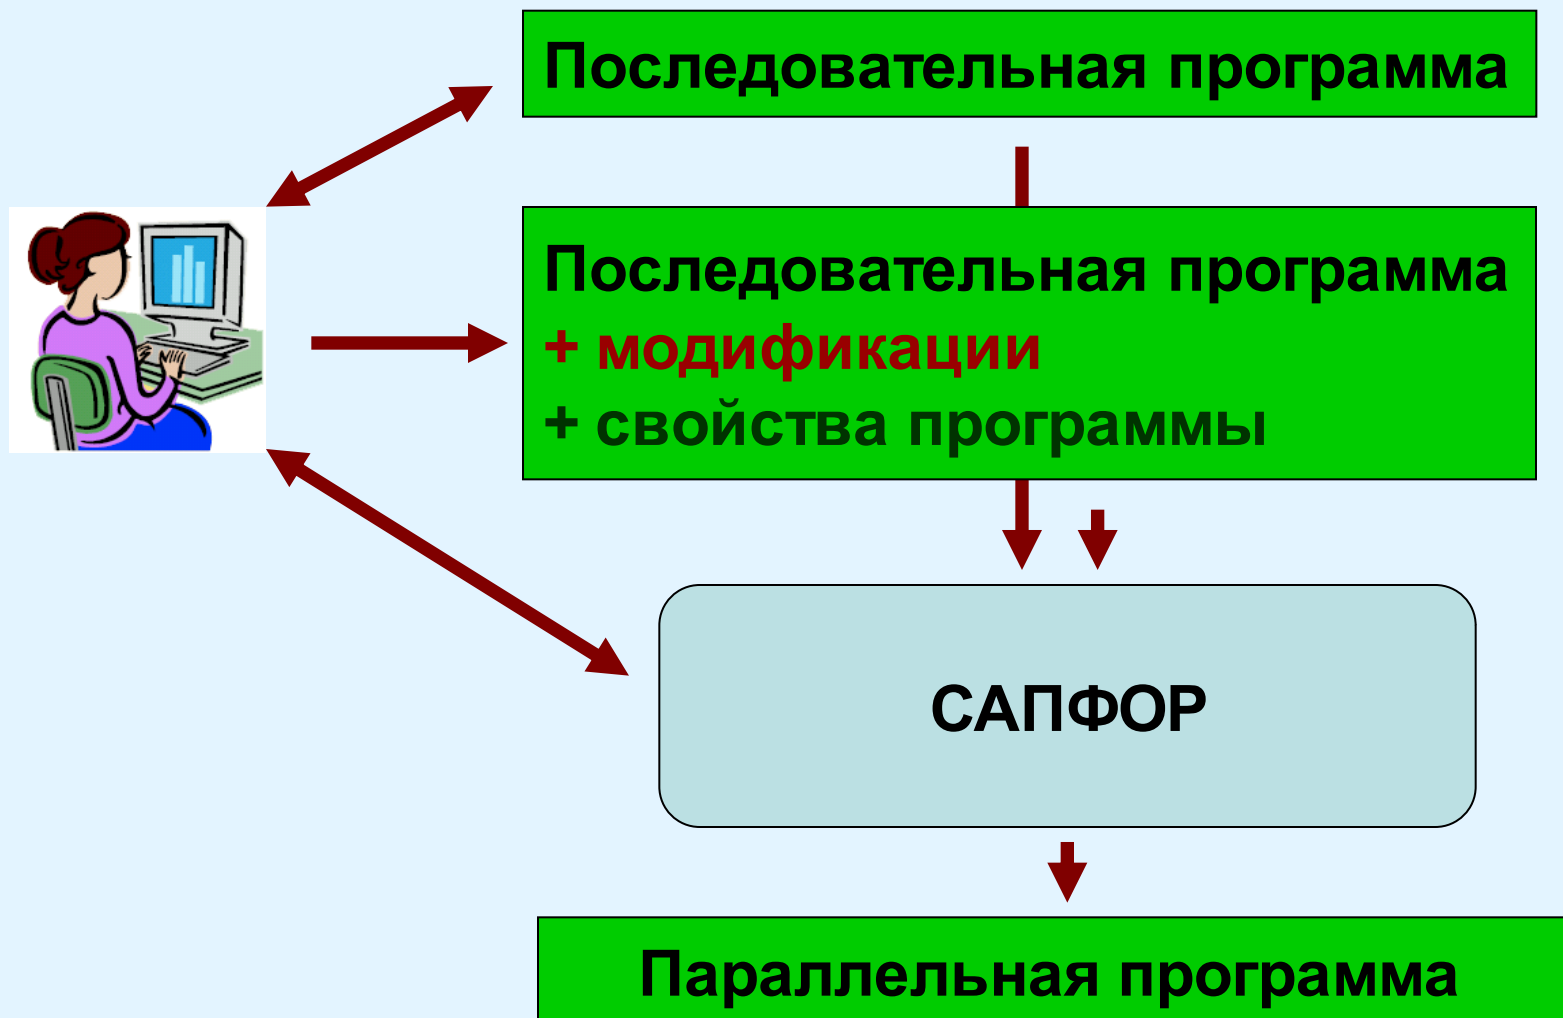 Последовательная программа
Последовательная программа
+ модификации
+ свойства программы
САПФОР
Параллельная программа